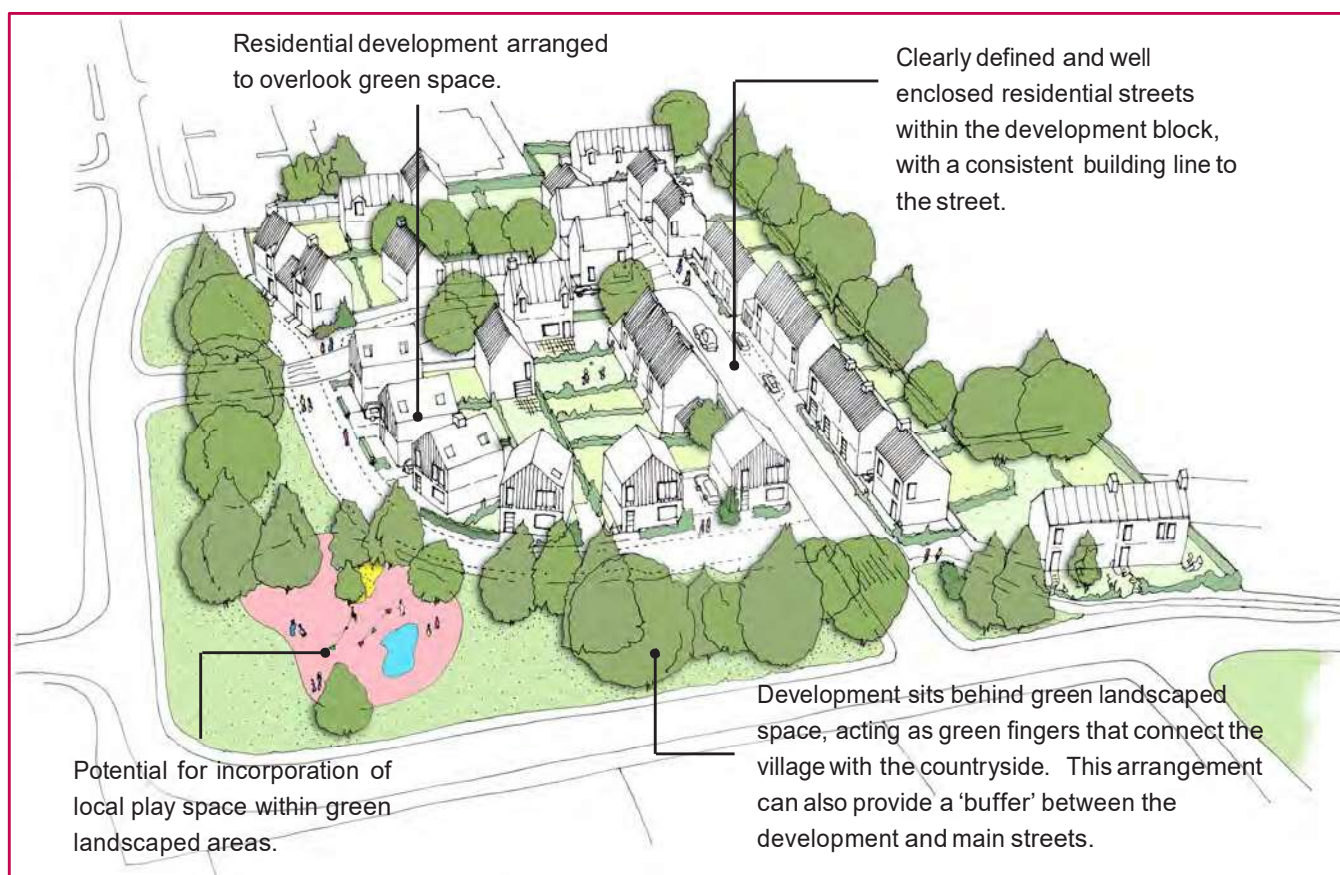 Residential development arranged
to overlook green space.
Clearly defined and well
enclosed residential streets
within the development block,
with a consistent building line to
the street.
Potential for incorporation of
local play space within green
landscaped areas.
Development sits behind green landscaped
space, acting as green fingers that connect the
village with the countryside. This arrangement
can also provide a ‘buffer’ between the
development and main streets.